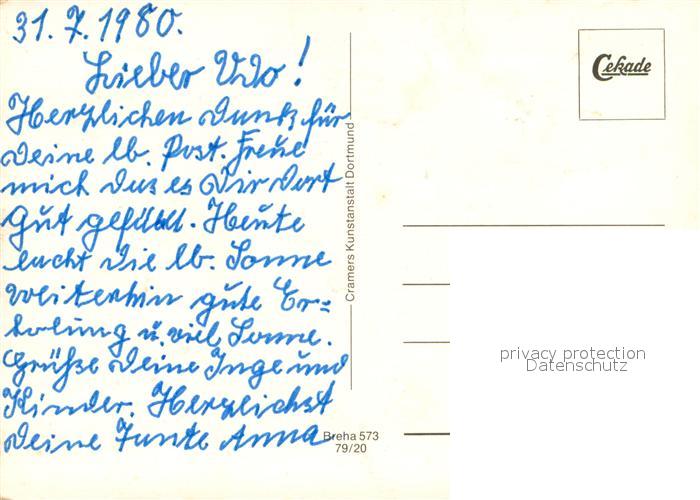 31. 7. 1980.
Lieber Udo!
Herzlichen Dank für
Deine lb. Post. Freue
mich das es Dir dort
gut gefällt. Heute
lacht die lb. Sonne
weiterhin gute Er=
holung u. viel Sonne.
Grüße Deine Inge und
Kinder. Herzlichst
Deine Tante Anna
Cramers Kunstanstalt Dortmund
Breha 573
79/20
Cekade
privacy protection
Datenschutz